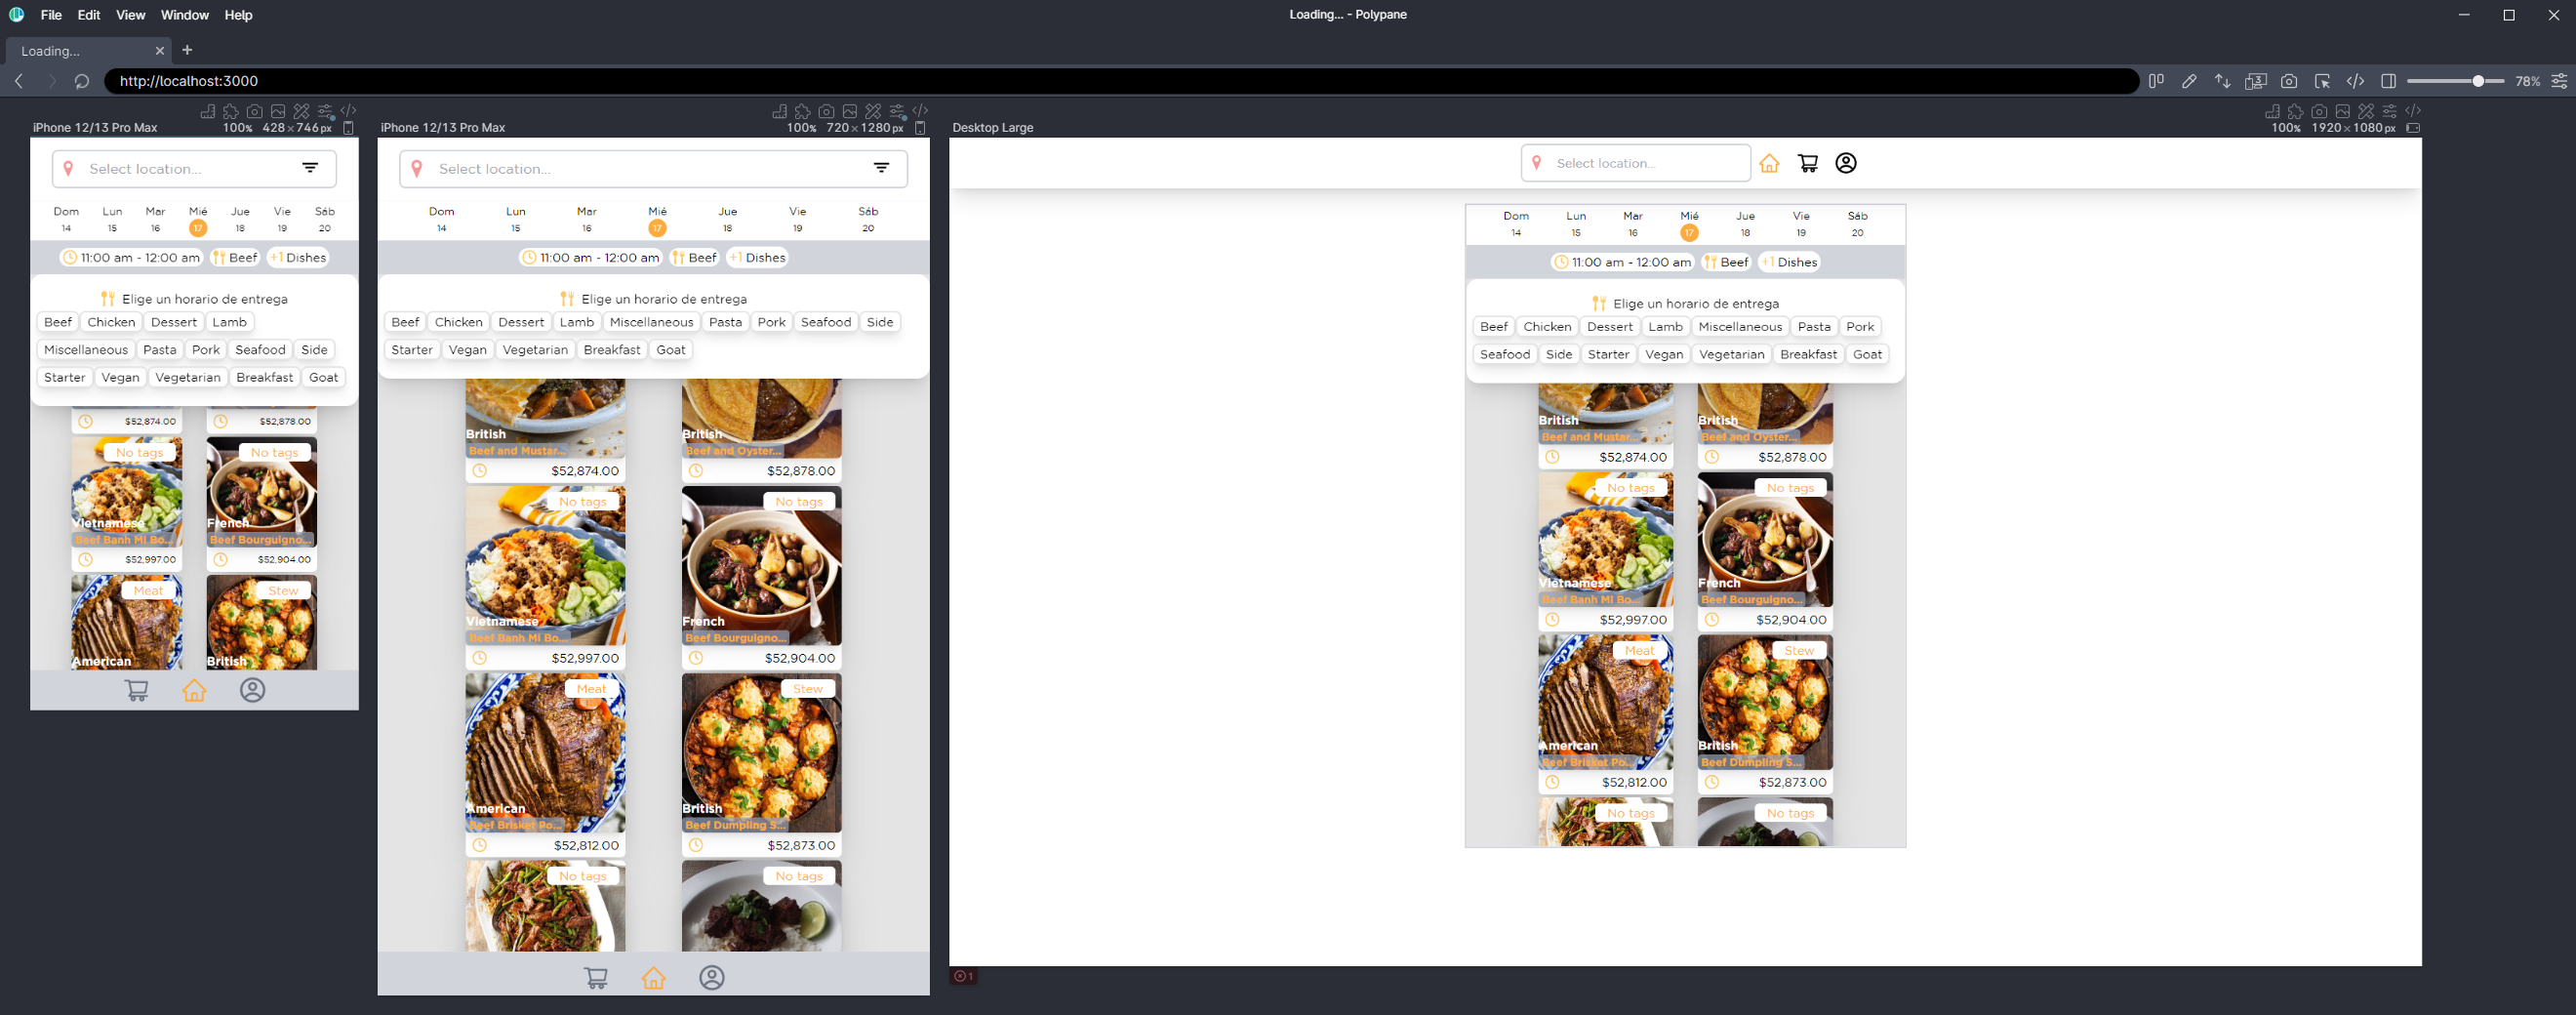 File Edit View Window Help
Loading... - Polypane
Loading...
http://localhost:3000
78%
iPhone 12/13 Pro Max
100% 428×746px
Select location...
Dom Lun Mar Mié Jue Vie Sáb
14 15 16 17 18 19 20
11:00 am - 12:00 am Beef +1 Dishes
Elige un horario de entrega
Beef Chicken Dessert Lamb
Miscellaneous Pasta Pork Seafood Side
Starter Vegan Vegetarian Breakfast Goat
$52,874.00 $52,878.00
No tags No tags
Vietnamese French
Beef Banh Mi Bo... Beef Bourguigno...
$52,997.00 $52,904.00
Meat Stew
American British
iPhone 12/13 Pro Max
100% 720×1280px
Select location...
Dom Lun Mar Mié Jue Vie Sáb
14 15 16 17 18 19 20
11:00 am - 12:00 am Beef +1 Dishes
Elige un horario de entrega
Beef Chicken Dessert Lamb Miscellaneous Pasta Pork Seafood Side
Starter Vegan Vegetarian Breakfast Goat
British British
Beef and Mustar... Beef and Oyster...
$52,874.00 $52,878.00
No tags No tags
Vietnamese French
Beef Banh Mi Bo... Beef Bourguigno...
$52,997.00 $52,904.00
Meat Stew
American British
Beef Brisket Po... Beef Dumpling S...
$52,812.00 $52,873.00
No tags No tags
Desktop Large
100% 1920×1080px
Select location...
Dom Lun Mar Mié Jue Vie Sáb
14 15 16 17 18 19 20
11:00 am - 12:00 am Beef +1 Dishes
Elige un horario de entrega
Beef Chicken Dessert Lamb Miscellaneous Pasta Pork
Seafood Side Starter Vegan Vegetarian Breakfast Goat
British British
Beef and Mustar... Beef and Oyster...
$52,874.00 $52,878.00
No tags No tags
Vietnamese French
Beef Banh Mi Bo... Beef Bourguigno...
$52,997.00 $52,904.00
Meat Stew
American British
Beef Brisket Po... Beef Dumpling S...
$52,812.00 $52,873.00
No tags No tags
1